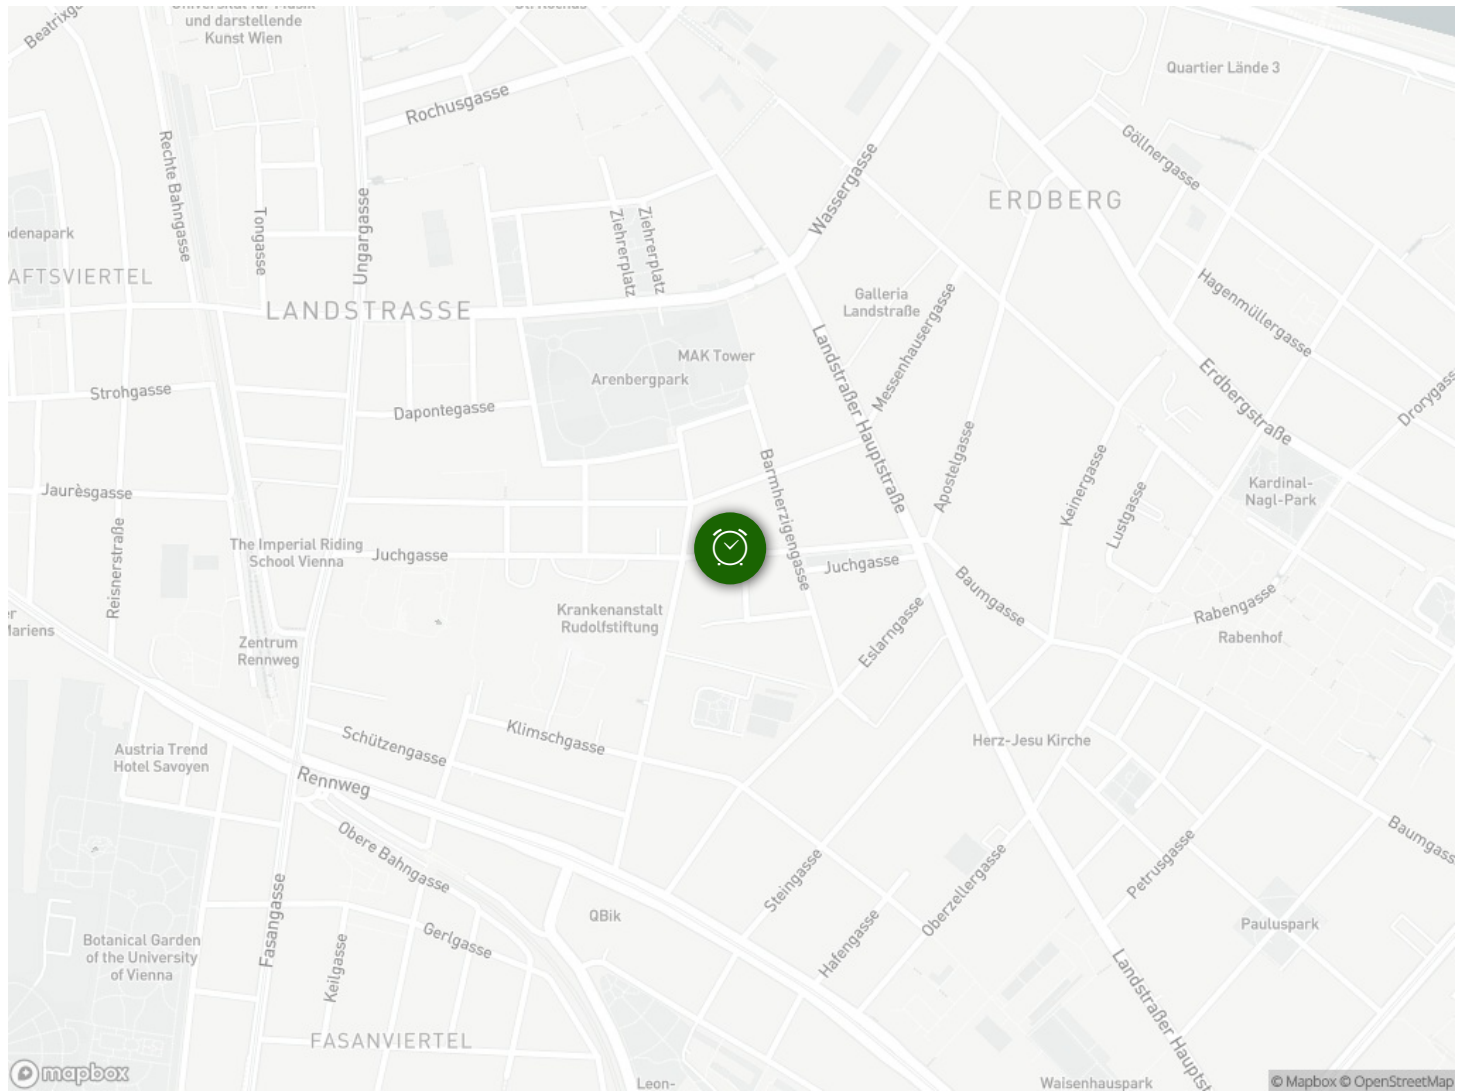 und darstellende
Kunst Wien
Quartier Lände 3
Rochusgasse
Göllnergasse
Rechte Bahngasse
Wassergasse
ERDBERG
Tongasse
Ungargasse
Ziehrerplatz
Ziehrerplatz
AFTSVIERTEL
LANDSTRASSE
Galleria
Landstraße
Hagenmüllergasse
MAK Tower
Arenbergpark
Landstraßer Hauptstraße
Messenhausergasse
Strohgasse
Dapontegasse
Erdbergstraße
Drorygass
Barmherzigengasse
Apostelgasse
Keinergasse
Lustgasse
Kardinal-
Nagl-Park
Jaurèsgasse
Reisnerstraße
The Imperial Riding
School Vienna
Juchgasse
Juchgasse
Baumgasse
Krankenanstalt
Rudolfstiftung
Eslarngasse
Rabengasse
Rabenhof
er
Mariens
Zentrum
Rennweg
Klimschgasse
Schützengasse
Austria Trend
Hotel Savoyen
Herz-Jesu Kirche
Rennweg
Obere Bahngasse
Baumgass
Steingasse
Petrusgasse
Oberzellergasse
Fasangasse
QBik
Pauluspark
Gerlgasse
Hafengasse
Botanical Garden
of the University
of Vienna
Keilgasse
Landstraßer Hauptst
FASANVIERTEL
Leon-
Waisenhauspark
mapbox
© Mapbox © OpenStreetMap